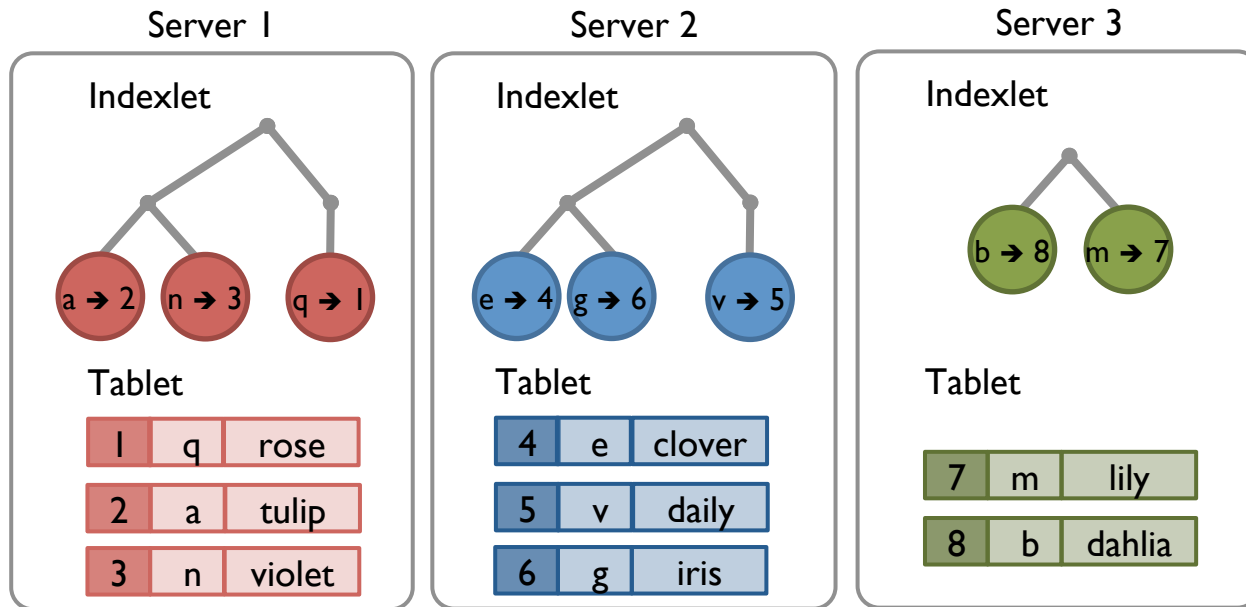 Server 1
Server 2
Server 3
Indexlet
Indexlet
Indexlet
a → 2
n → 3
q → 1
e → 4
g → 6
v → 5
b → 8
m → 7
Tablet
1 q rose
2 a tulip
3 n violet
Tablet
4 e clover
5 v daily
6 g iris
Tablet
7 m lily
8 b dahlia